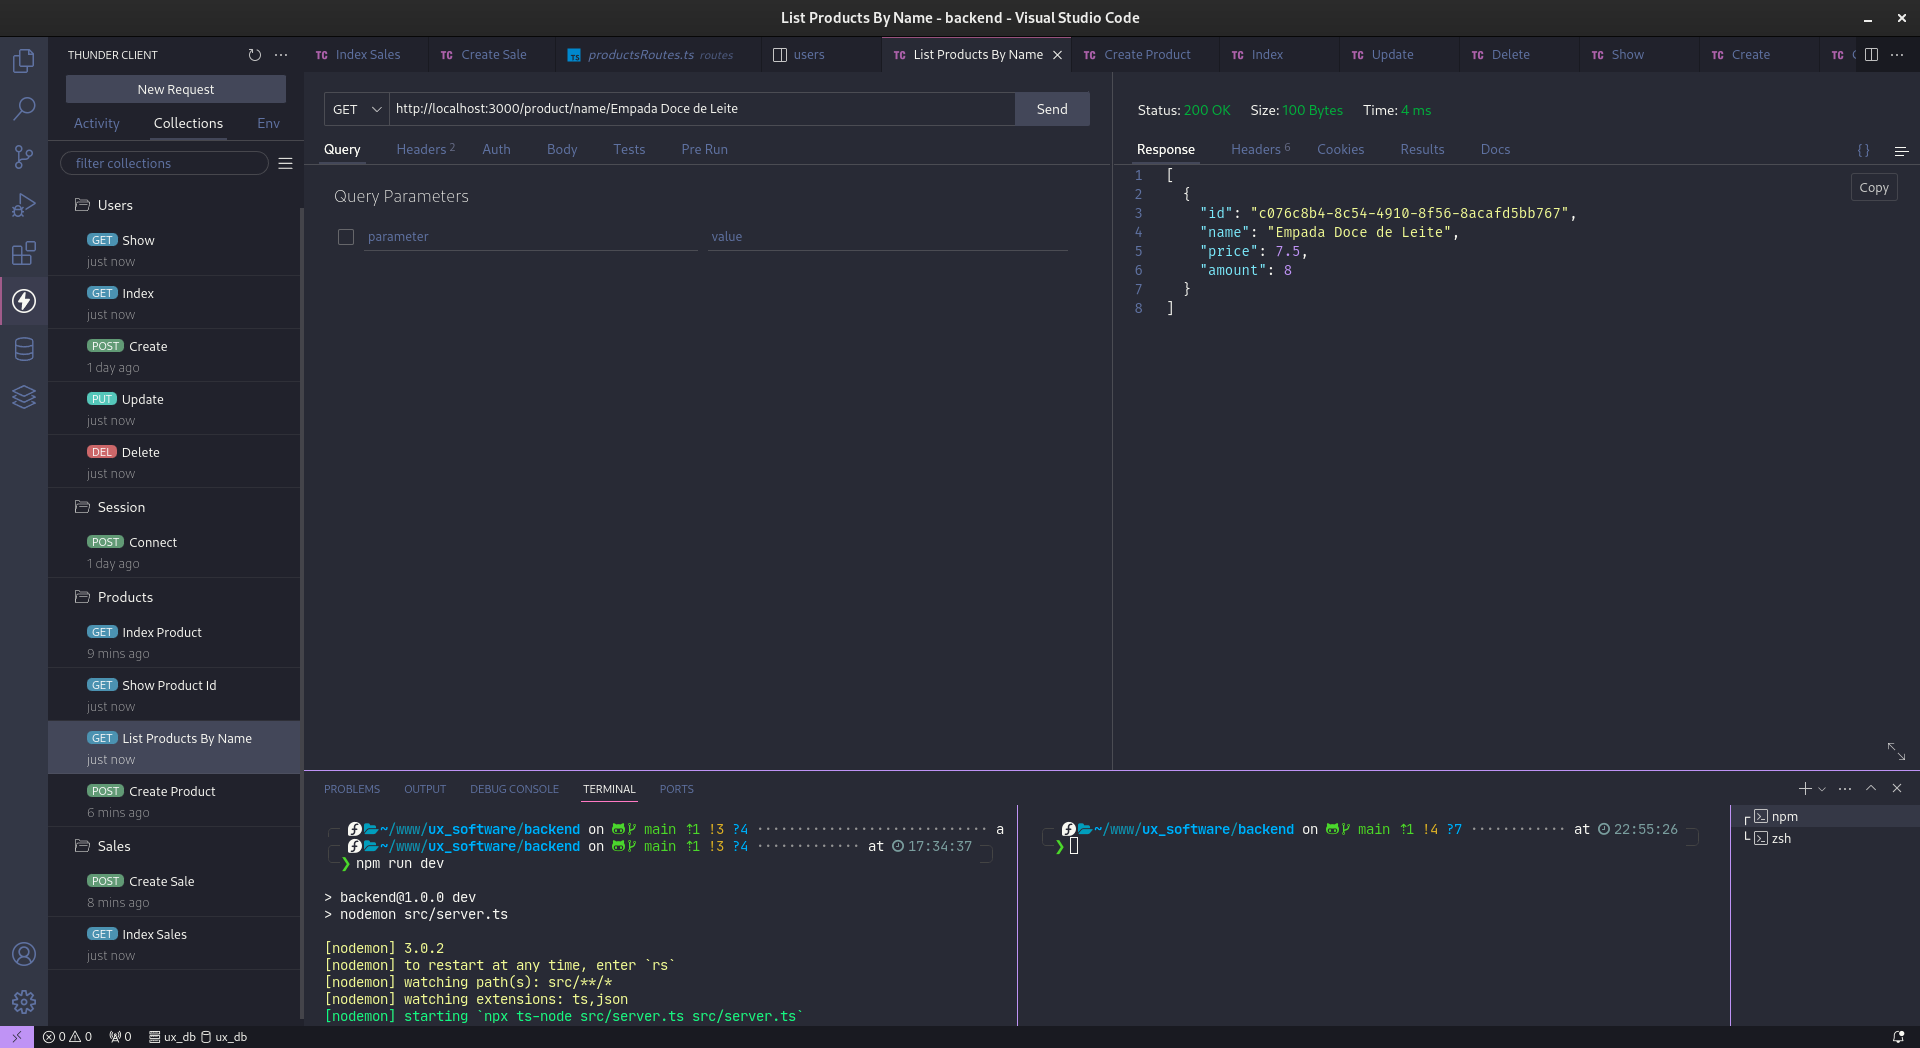 List Products By Name - backend - Visual Studio Code
THUNDER CLIENT
New Request
Activity Collections Env
filter collections
Users
GET Show
just now
GET Index
just now
POST Create
1 day ago
PUT Update
just now
DEL Delete
just now
Session
POST Connect
1 day ago
Products
GET Index Product
9 mins ago
GET Show Product Id
just now
GET List Products By Name
just now
POST Create Product
6 mins ago
Sales
POST Create Sale
8 mins ago
GET Index Sales
just now
TC Index Sales TC Create Sale TS productsRoutes.ts routes users TC List Products By Name TC Create Product TC Index TC Update TC Delete TC Show TC Create TC
GET http://localhost:3000/product/name/Empada Doce de Leite Send
Query Headers 2 Auth Body Tests Pre Run
Query Parameters
parameter value
Status: 200 OK Size: 100 Bytes Time: 4 ms
Response Headers 6 Cookies Results Docs { }
Copy
1 [
2 {
3 "id": "c076c8b4-8c54-4910-8f56-8acafd5bb767",
4 "name": "Empada Doce de Leite",
5 "price": 7.5,
6 "amount": 8
7 }
8 ]
PROBLEMS OUTPUT DEBUG CONSOLE TERMINAL PORTS
~/www/ux_software/backend on main ⇡1 !3 ?4 ····························· a
~/www/ux_software/backend on main ⇡1 !3 ?4 ············· at 17:34:37
❯ npm run dev
> backend@1.0.0 dev
> nodemon src/server.ts
[nodemon] 3.0.2
[nodemon] to restart at any time, enter `rs`
[nodemon] watching path(s): src/**/*
[nodemon] watching extensions: ts,json
[nodemon] starting `npx ts-node src/server.ts src/server.ts`
~/www/ux_software/backend on main ⇡1 !4 ?7 ············ at 22:55:26
❯
npm
zsh
0 0 0 ux_db ux_db